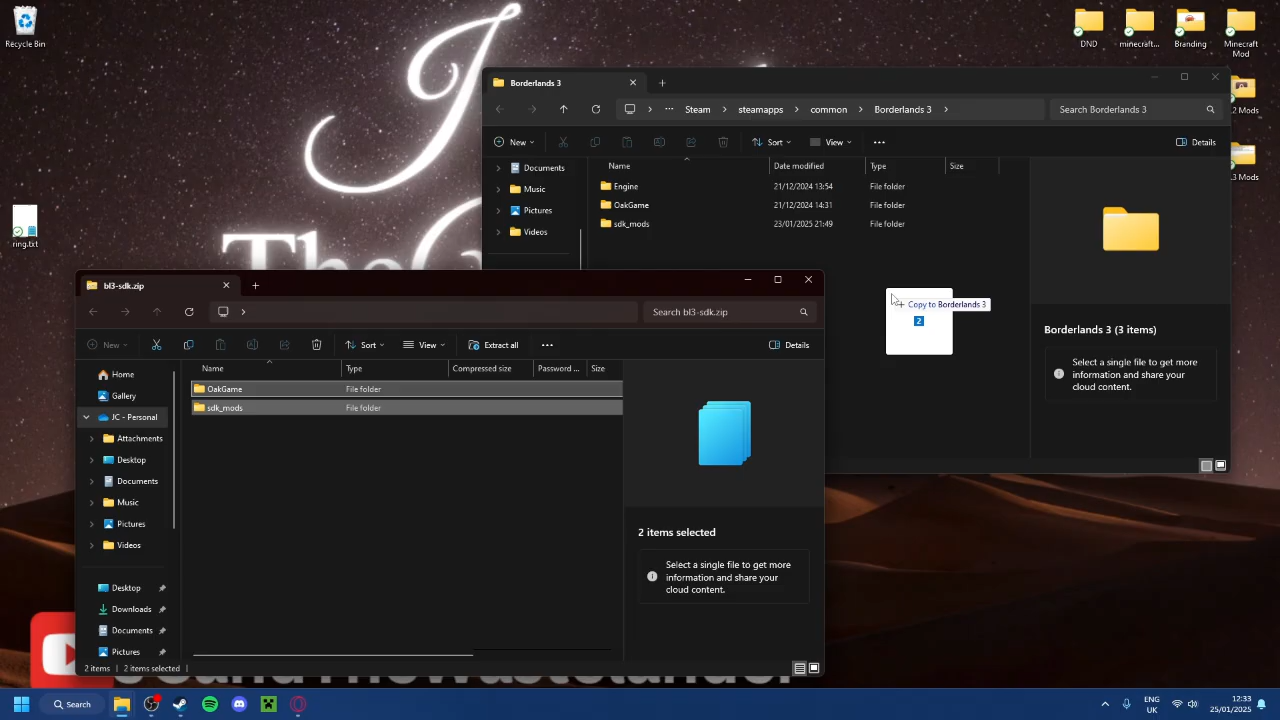 Recycle Bin
DND
minecraft...
Branding
Minecraft
Mod
.2 Mods
.3 Mods
ring.txt
J
The
Borderlands 3
Steam
steamapps
common
Borderlands 3
Search Borderlands 3
New
Sort
View
Details
Documents
Music
Pictures
Videos
Name
Date modified
Type
Size
Engine
21/12/2024 13:54
File folder
OakGame
21/12/2024 14:31
File folder
sdk_mods
23/01/2025 21:49
File folder
Copy to Borderlands 3
2
Borderlands 3 (3 items)
Select a single file to get more
information and share your
cloud content.
bl3-sdk.zip
Search bl3-sdk.zip
New
Sort
View
Extract all
Details
Home
Gallery
JC - Personal
Attachments
Desktop
Documents
Music
Pictures
Videos
Desktop
Downloads
Documents
Pictures
Name
Type
Compressed size
Password ...
Size
OakGame
File folder
sdk_mods
File folder
2 items selected
Select a single file to get more
information and share your
cloud content.
2 items
2 items selected
Search
ENG
UK
12:33
25/01/2025